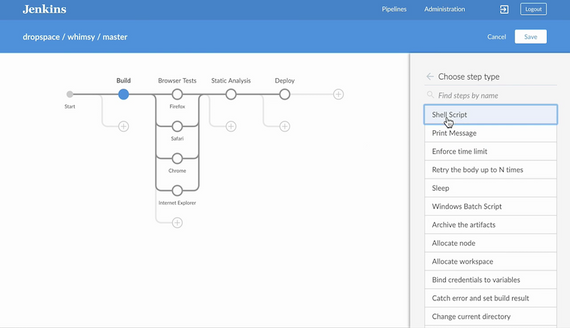 Jenkins
Pipelines
Administration
Logout
dropspace / whimsy / master
Cancel
Save
Build
Browser Tests
Static Analysis
Deploy
Start
Firefox
Safari
Chrome
Internet Explorer
Choose step type
Find steps by name
Shell Script
Print Message
Enforce time limit
Retry the body up to N times
Sleep
Windows Batch Script
Archive the artifacts
Allocate node
Allocate workspace
Bind credentials to variables
Catch error and set build result
Change current directory